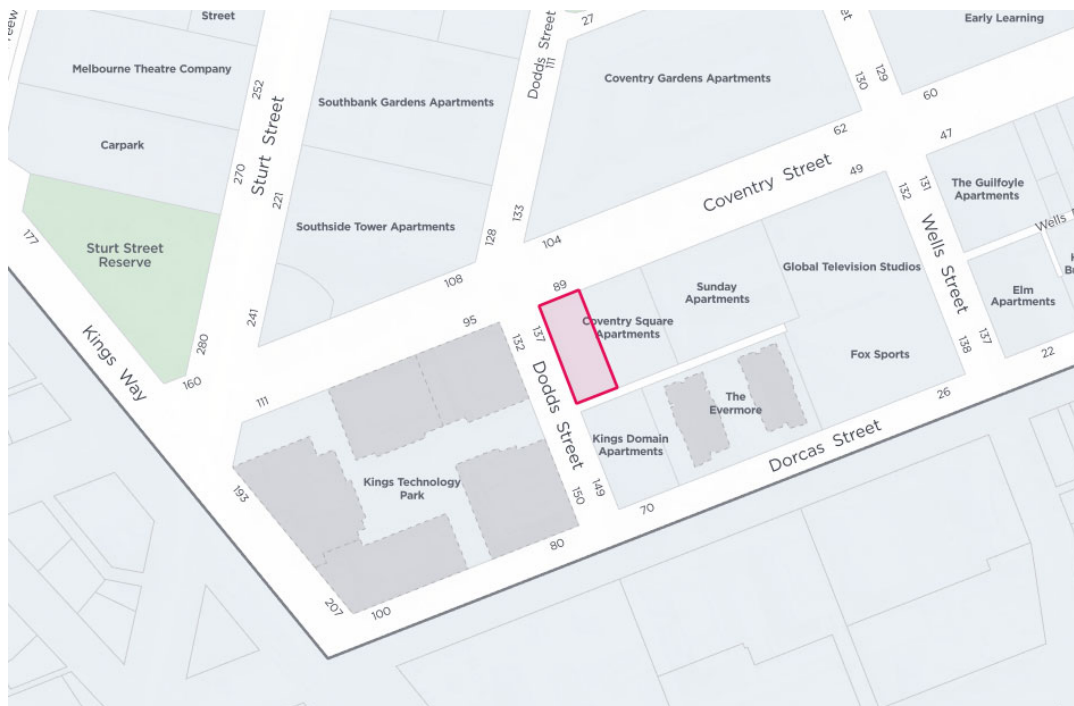 Street
Early Learning
Dodds Street
27
111
Melbourne Theatre Company
252
Coventry Gardens Apartments
129
130
60
Southbank Gardens Apartments
Sturt Street
62
47
Carpark
270
221
Coventry Street
49
132
131
The Guilfoyle
Apartments
133
128
Southside Tower Apartments
104
177
Sturt Street
Reserve
Wells Street
Global Television Studios
108
89
Sunday
Apartments
Elm
Apartments
Kings Way
280
241
95
132
137
Coventry Square
Apartments
138
137
22
160
Fox Sports
111
Dodds Street
The
Evermore
26
Kings Domain
Apartments
Dorcas Street
Kings Technology
Park
193
150
149
70
80
207
100